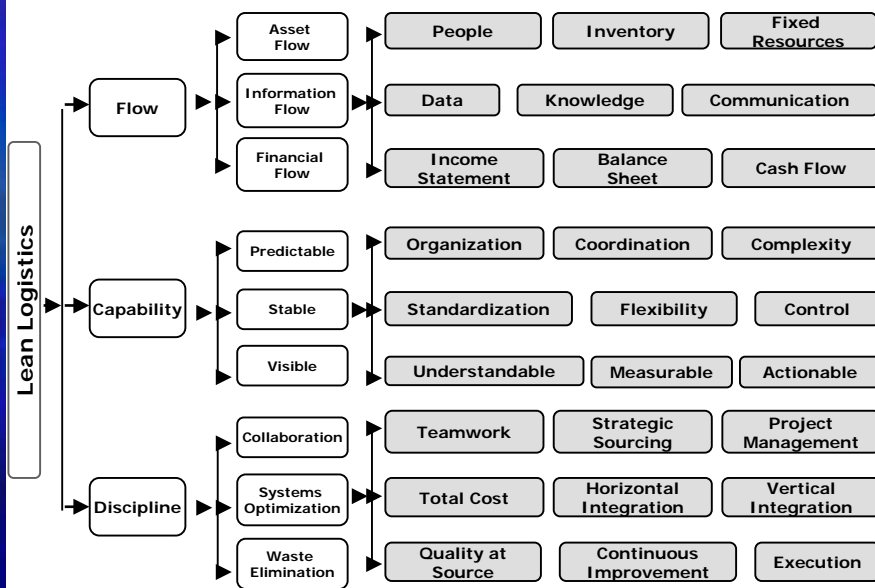 Lean Logistics
Flow
Asset
Flow
People
Inventory
Fixed
Resources
Information
Flow
Data
Knowledge
Communication
Financial
Flow
Income
Statement
Balance
Sheet
Cash Flow
Capability
Predictable
Organization
Coordination
Complexity
Stable
Standardization
Flexibility
Control
Visible
Understandable
Measurable
Actionable
Discipline
Collaboration
Teamwork
Strategic
Sourcing
Project
Management
Systems
Optimization
Total Cost
Horizontal
Integration
Vertical
Integration
Waste
Elimination
Quality at
Source
Continuous
Improvement
Execution